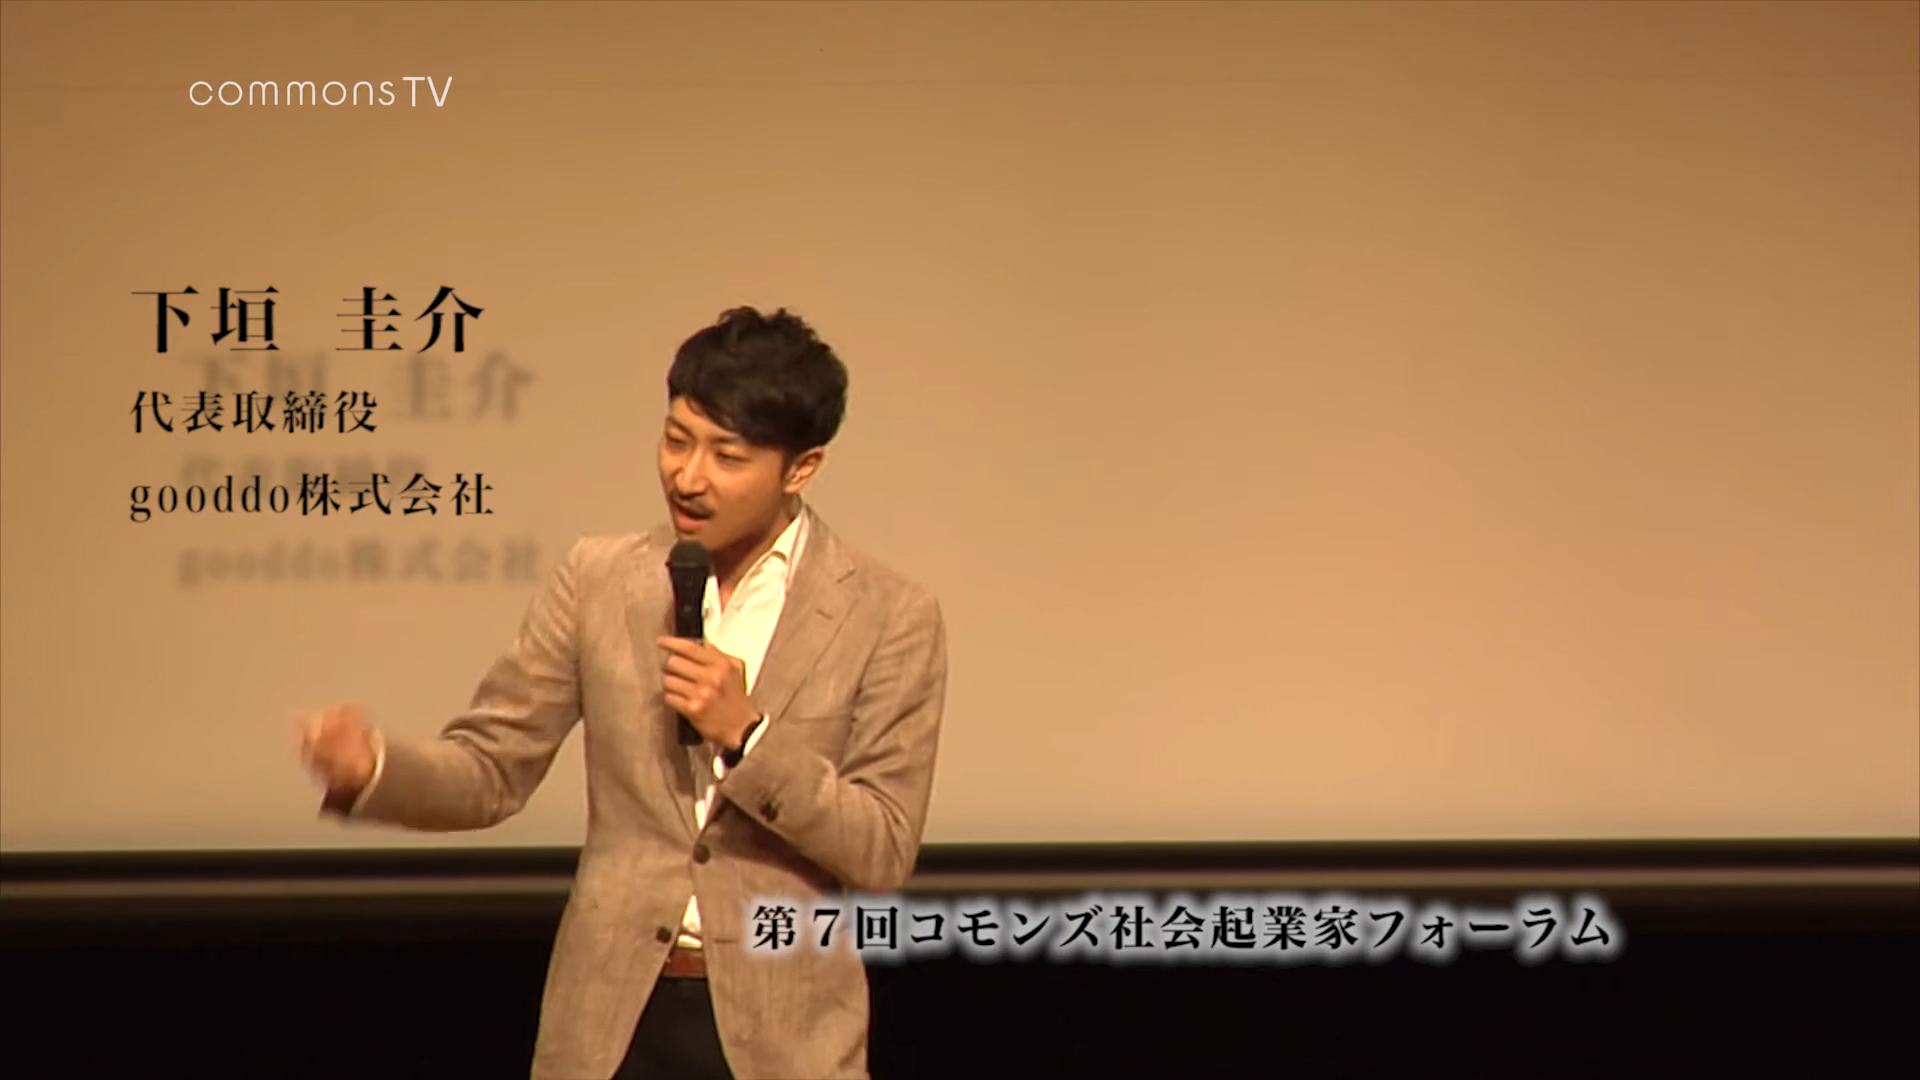 commonsTV
下垣 圭介
代表取締役
gooddo株式会社
第7回コモンズ社会起業家フォーラム